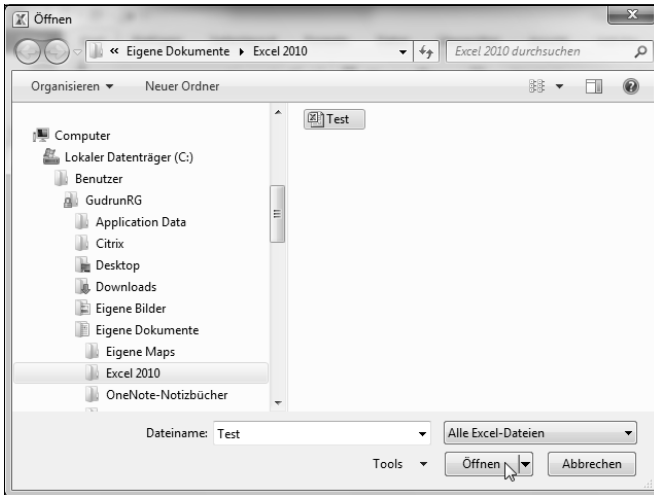 Öffnen
« Eigene Dokumente Excel 2010 Excel 2010 durchsuchen
Organisieren Neuer Ordner
Test
Computer
Lokaler Datenträger (C:)
Benutzer
GudrunRG
Application Data
Citrix
Desktop
Downloads
Eigene Bilder
Eigene Dokumente
Eigene Maps
Excel 2010
OneNote-Notizbücher
Dateiname: Test Alle Excel-Dateien
Tools Öffnen Abbrechen